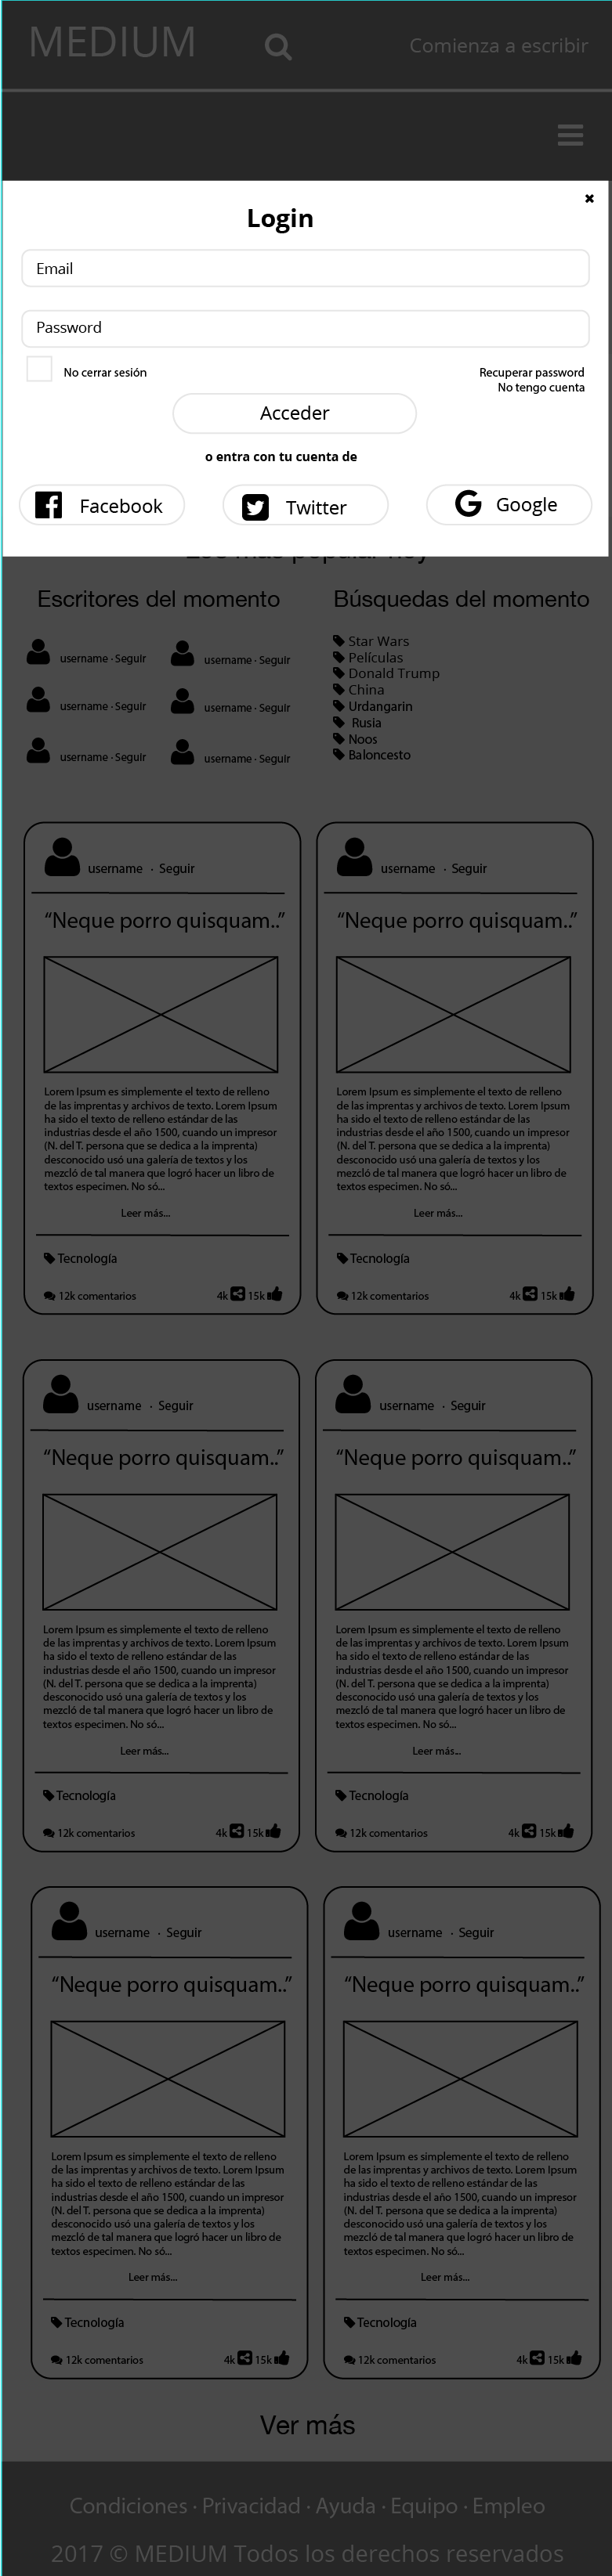 MEDIUM Comienza a escribir
Login
Email
Password
No cerrar sesión
Recuperar password
No tengo cuenta
Acceder
o entra con tu cuenta de
Facebook Twitter Google
Escritores del momento
username · Seguir username · Seguir
username · Seguir username · Seguir
username · Seguir username · Seguir
Búsquedas del momento
Star Wars
Películas
Donald Trump
China
Urdangarin
Rusia
Noos
Baloncesto
username · Seguir
“Neque porro quisquam..”
Lorem Ipsum es simplemente el texto de relleno
de las imprentas y archivos de texto. Lorem Ipsum
ha sido el texto de relleno estándar de las
industrias desde el año 1500, cuando un impresor
(N. del T. persona que se dedica a la imprenta)
desconocido usó una galería de textos y los
mezcló de tal manera que logró hacer un libro de
textos especimen. No só...
Leer más...
Tecnología
12k comentarios 4k 15k
username · Seguir
“Neque porro quisquam..”
Lorem Ipsum es simplemente el texto de relleno
de las imprentas y archivos de texto. Lorem Ipsum
ha sido el texto de relleno estándar de las
industrias desde el año 1500, cuando un impresor
(N. del T. persona que se dedica a la imprenta)
desconocido usó una galería de textos y los
mezcló de tal manera que logró hacer un libro de
textos especimen. No só...
Leer más...
Tecnología
12k comentarios 4k 15k
username · Seguir
“Neque porro quisquam..”
Lorem Ipsum es simplemente el texto de relleno
de las imprentas y archivos de texto. Lorem Ipsum
ha sido el texto de relleno estándar de las
industrias desde el año 1500, cuando un impresor
(N. del T. persona que se dedica a la imprenta)
desconocido usó una galería de textos y los
mezcló de tal manera que logró hacer un libro de
textos especimen. No só...
Leer más...
Tecnología
12k comentarios 4k 15k
username · Seguir
“Neque porro quisquam..”
Lorem Ipsum es simplemente el texto de relleno
de las imprentas y archivos de texto. Lorem Ipsum
ha sido el texto de relleno estándar de las
industrias desde el año 1500, cuando un impresor
(N. del T. persona que se dedica a la imprenta)
desconocido usó una galería de textos y los
mezcló de tal manera que logró hacer un libro de
textos especimen. No só...
Leer más...
Tecnología
12k comentarios 4k 15k
username · Seguir
“Neque porro quisquam..”
Lorem Ipsum es simplemente el texto de relleno
de las imprentas y archivos de texto. Lorem Ipsum
ha sido el texto de relleno estándar de las
industrias desde el año 1500, cuando un impresor
(N. del T. persona que se dedica a la imprenta)
desconocido usó una galería de textos y los
mezcló de tal manera que logró hacer un libro de
textos especimen. No só...
Leer más...
Tecnología
12k comentarios 4k 15k
username · Seguir
“Neque porro quisquam..”
Lorem Ipsum es simplemente el texto de relleno
de las imprentas y archivos de texto. Lorem Ipsum
ha sido el texto de relleno estándar de las
industrias desde el año 1500, cuando un impresor
(N. del T. persona que se dedica a la imprenta)
desconocido usó una galería de textos y los
mezcló de tal manera que logró hacer un libro de
textos especimen. No só...
Leer más...
Tecnología
12k comentarios 4k 15k
Ver más
Condiciones · Privacidad · Ayuda · Equipo · Empleo
2017 © MEDIUM Todos los derechos reservados